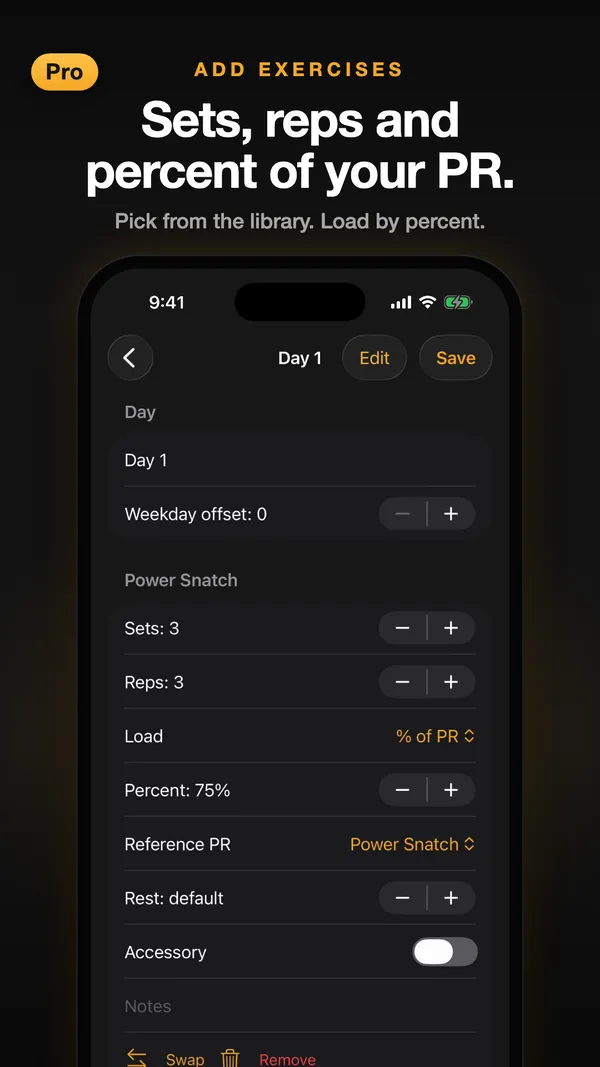 Pro
ADD EXERCISES
Sets, reps and
percent of your PR.
Pick from the library. Load by percent.
9:41
Day 1
Edit
Save
Day
Day 1
Weekday offset: 0
Power Snatch
Sets: 3
Reps: 3
Load
% of PR
Percent: 75%
Reference PR
Power Snatch
Rest: default
Accessory
Notes
Swap
Remove